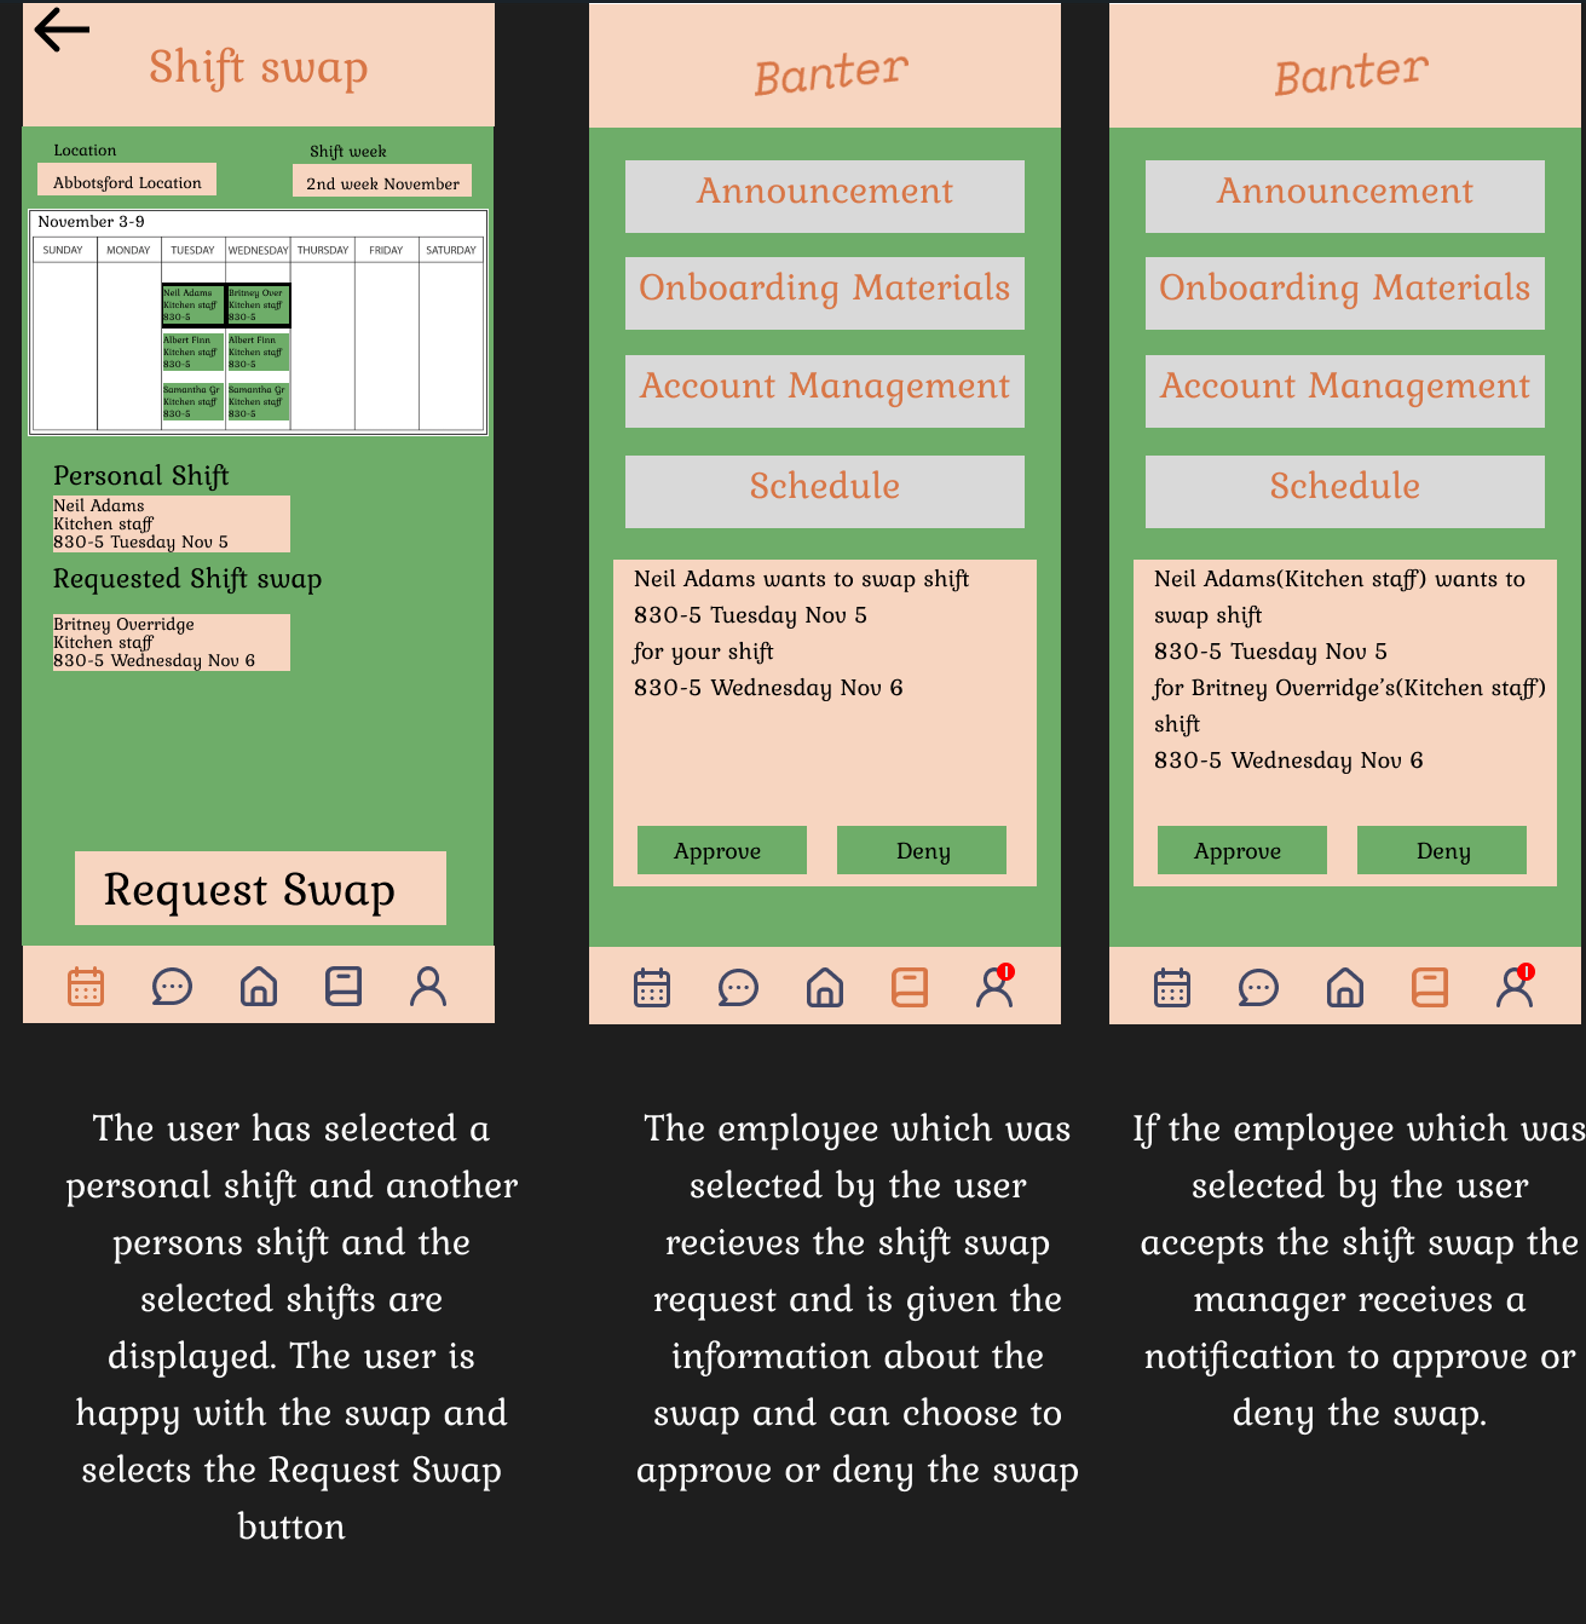 Shift swap
Location
Shift week
Abbotsford Location
2nd week November
November 3-9
SUNDAY MONDAY TUESDAY WEDNESDAY THURSDAY FRIDAY SATURDAY
Neil Adams
Kitchen staff
830-5
Britney Over
Kitchen staff
830-5
Albert Finn
Kitchen staff
830-5
Albert Finn
Kitchen staff
830-5
Samantha Gr
Kitchen staff
830-5
Samantha Gr
Kitchen staff
830-5
Personal Shift
Neil Adams
Kitchen staff
830-5 Tuesday Nov 5
Requested Shift swap
Britney Overridge
Kitchen staff
830-5 Wednesday Nov 6
Request Swap
The user has selected a
personal shift and another
persons shift and the
selected shifts are
displayed. The user is
happy with the swap and
selects the Request Swap
button
Banter
Announcement
Onboarding Materials
Account Management
Schedule
Neil Adams wants to swap shift
830-5 Tuesday Nov 5
for your shift
830-5 Wednesday Nov 6
Approve
Deny
!
The employee which was
selected by the user
recieves the shift swap
request and is given the
information about the
swap and can choose to
approve or deny the swap
Banter
Announcement
Onboarding Materials
Account Management
Schedule
Neil Adams(Kitchen staff) wants to
swap shift
830-5 Tuesday Nov 5
for Britney Overridge's(Kitchen staff)
shift
830-5 Wednesday Nov 6
Approve
Deny
!
If the employee which was
selected by the user
accepts the shift swap the
manager receives a
notification to approve or
deny the swap.